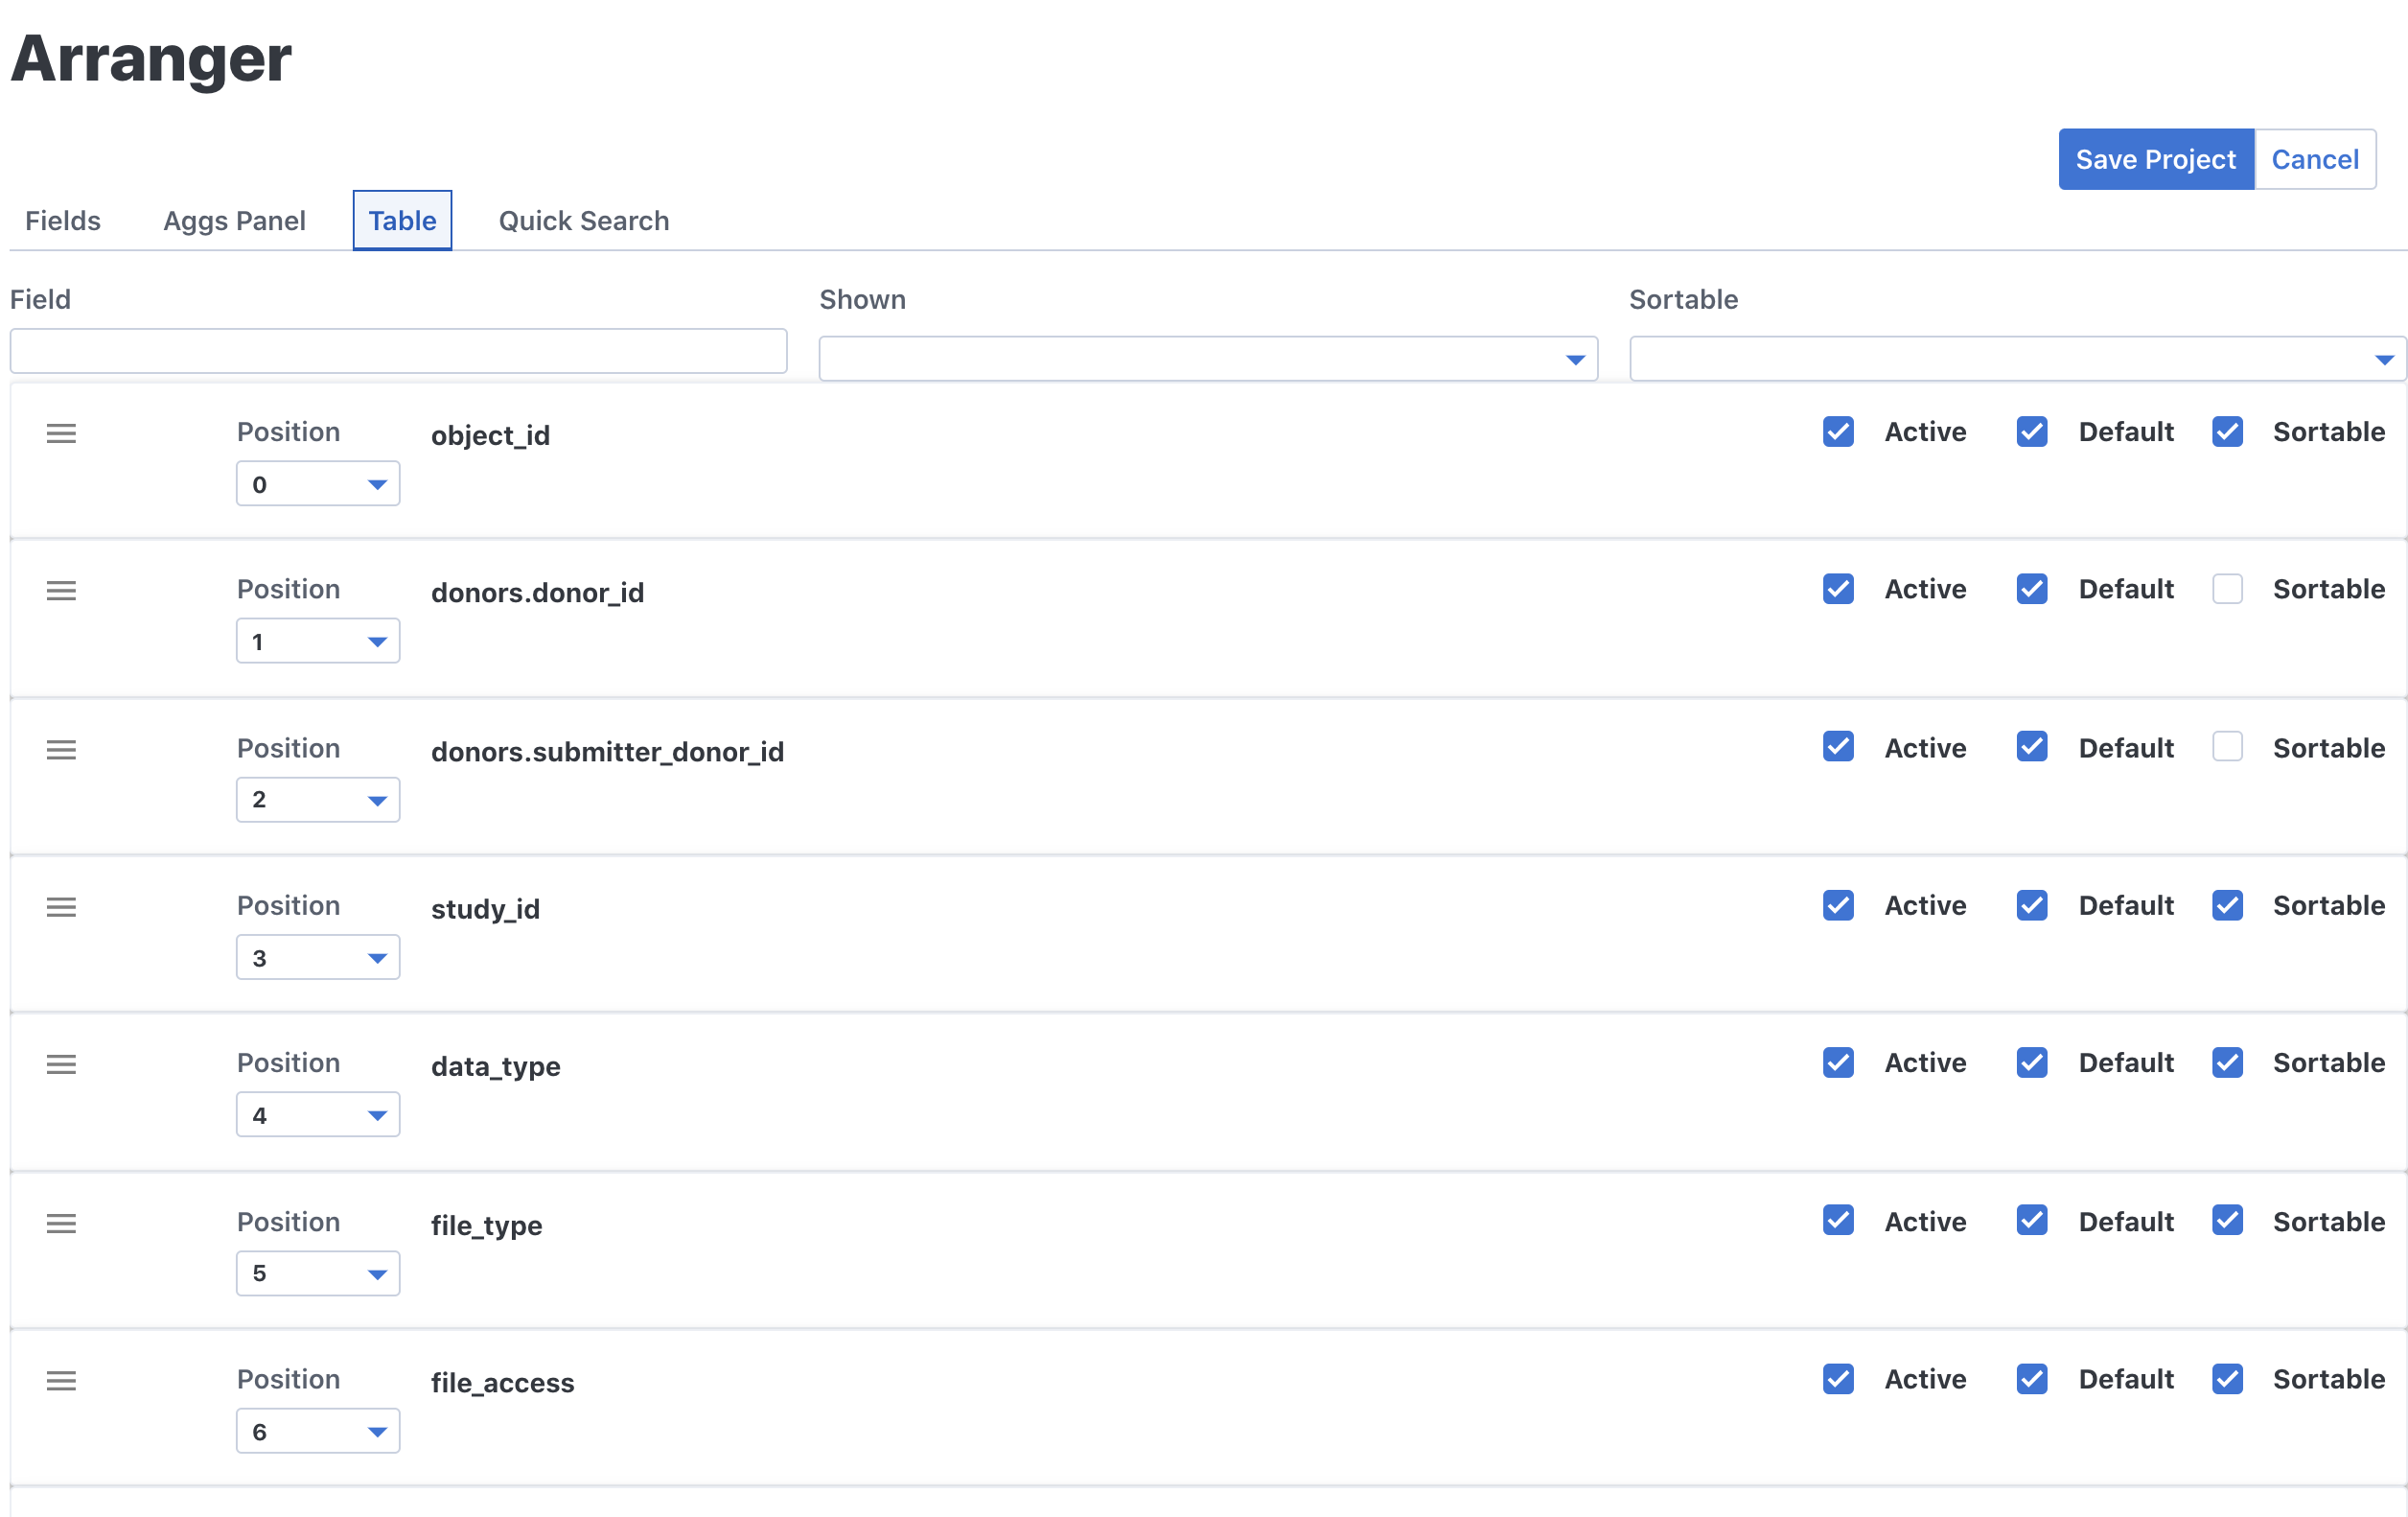 Arranger
Save Project Cancel
Fields Aggs Panel Table Quick Search
Field Shown Sortable
Position object_id Active Default Sortable
0
Position donors.donor_id Active Default Sortable
1
Position donors.submitter_donor_id Active Default Sortable
2
Position study_id Active Default Sortable
3
Position data_type Active Default Sortable
4
Position file_type Active Default Sortable
5
Position file_access Active Default Sortable
6